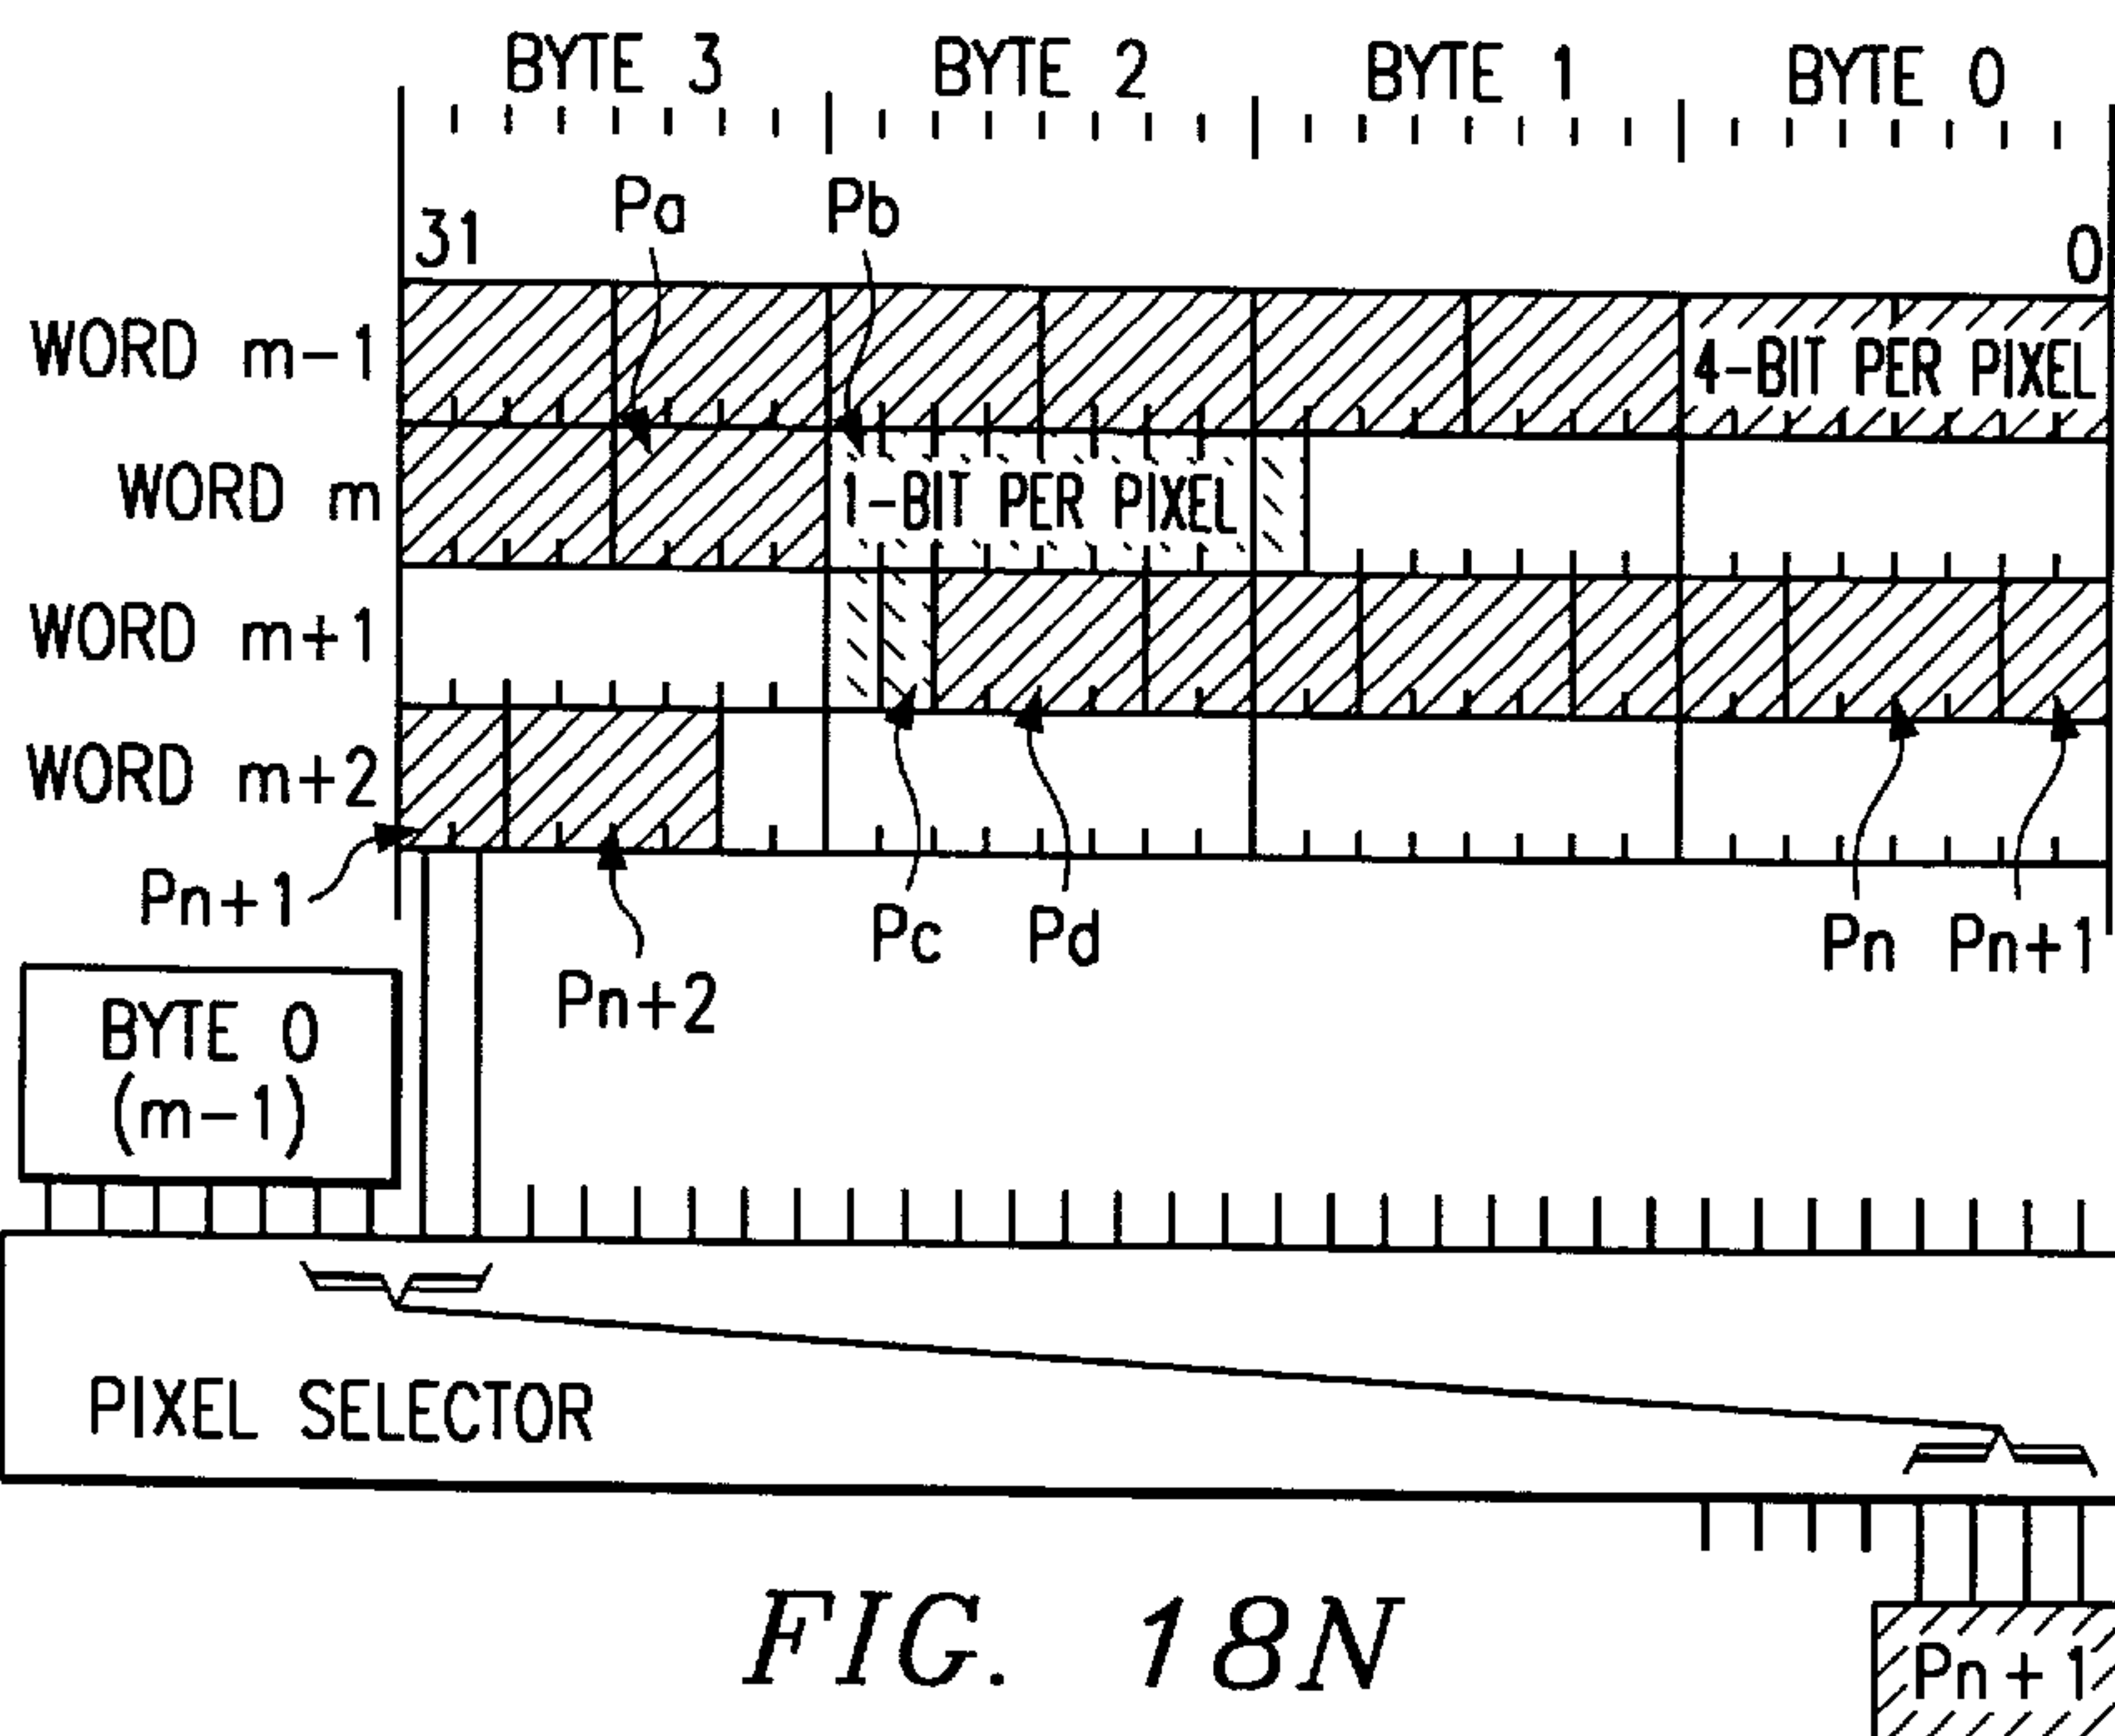 BYTE 3 BYTE 2 BYTE 1 BYTE 0
Pa Pb
31 0
WORD m-1 4-BIT PER PIXEL
WORD m 1-BIT PER PIXEL
WORD m+1
WORD m+2
Pn+1 Pc Pd Pn Pn+1
Pn+2
BYTE 0
(m-1)
PIXEL SELECTOR
FIG. 18N
Pn+1